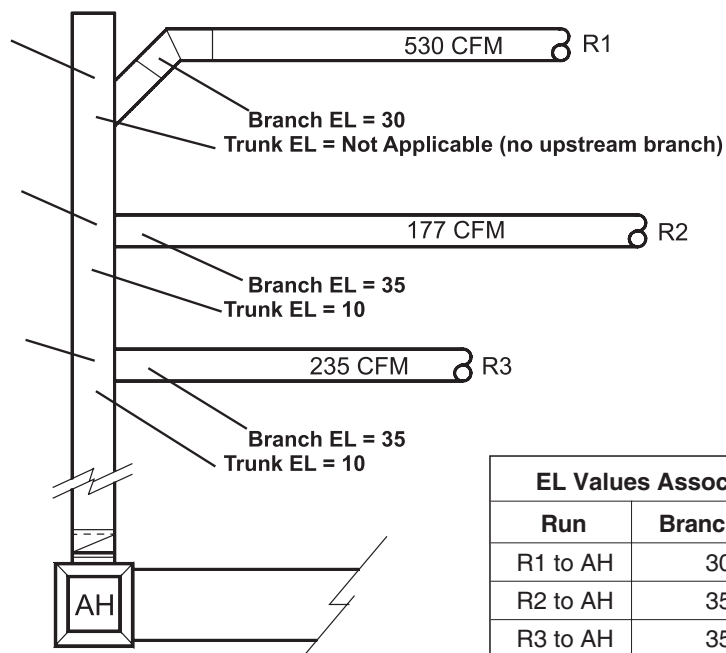 530 CFM R1
Branch EL = 30
Trunk EL = Not Applicable (no upstream branch)
177 CFM R2
Branch EL = 35
Trunk EL = 10
235 CFM R3
Branch EL = 35
Trunk EL = 10
AH
EL Values
Run
R1 to AH 30
R2 to AH 35
R3 to AH 35